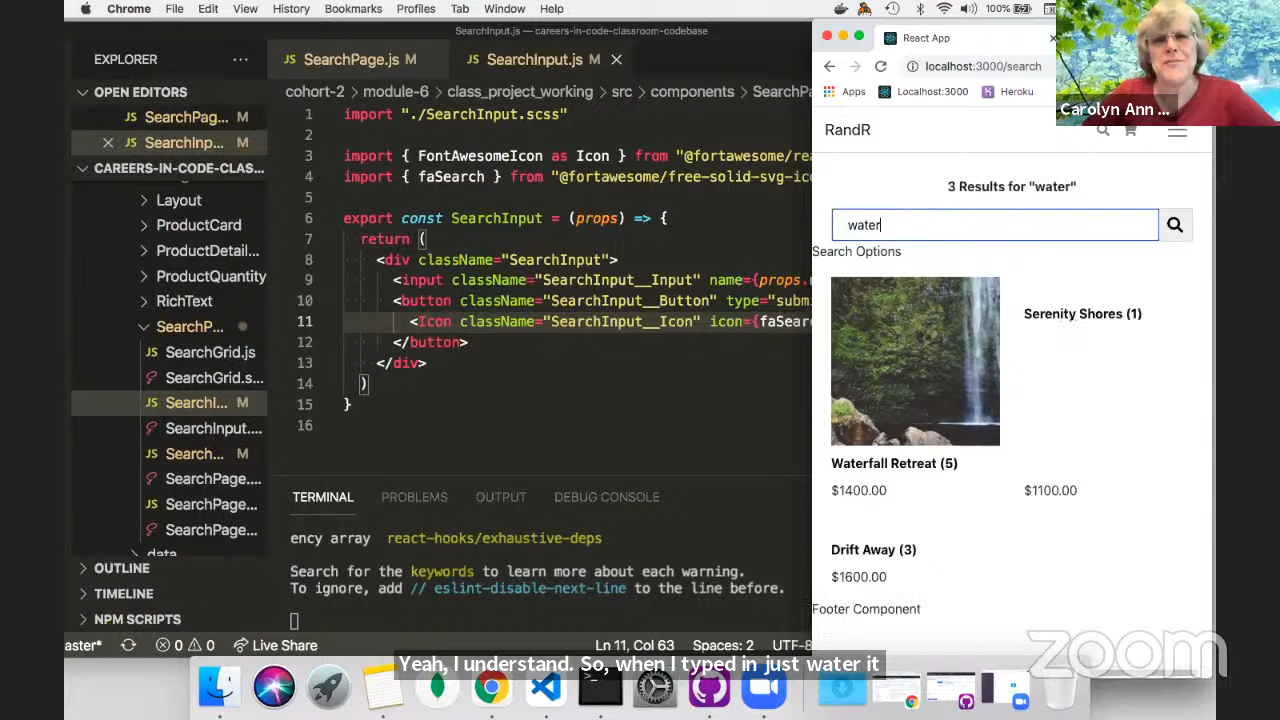 Chrome File Edit View History Bookmarks Profiles Tab Window Help 100%
SearchInput.js — careers-in-code-classroom-codebase
EXPLORER ...
OPEN EDITORS
SearchPag... M
SearchInp... M
CAREERS-IN-CODE-CLAS...
Layout
ProductCard
ProductDetail...
ProductQuantity
RichText
SearchP...
JS SearchGrid.js
SearchGrid.s...
JS SearchI... M
SearchInput....
JS Search... M
SearchPage....
JS SearchPage...
SearchPage...
data
OUTLINE
TIMELINE
NPM SCRIPTS
JS SearchPage.js M
JS SearchInput.js M
cohort-2 > module-6 > class_project_working > src > components > SearchPa
1 import "./SearchInput.scss"
2
3 import { FontAwesomeIcon as Icon } from "@fortawesome/rea
4 import { faSearch } from "@fortawesome/free-solid-svg-ico
5
6 export const SearchInput = (props) => {
7 return (
8 <div className="SearchInput">
9 <input className="SearchInput__Input" name={props.n
10 <button className="SearchInput__Button" type="submi
11 <Icon className="SearchInput__Icon" icon={faSear
12 </button>
13 </div>
14 )
15 }
16
TERMINAL PROBLEMS OUTPUT DEBUG CONSOLE
ency array react-hooks/exhaustive-deps
Search for the keywords to learn more about each warning.
To ignore, add // eslint-disable-next-line to the line before.
aster* 0 0 Live Share Ln 11, Col 63 Spaces: 2 UTF-8
React App
localhost:3000/search
Apps Localhost:3000 Heroku
Carolyn Ann ...
RandR
3 Results for "water"
water
Search Options
Waterfall Retreat (5)
$1400.00
Serenity Shores (1)
$1100.00
Drift Away (3)
$1600.00
Footer Component
Yeah, I understand. So, when I typed in just water it
zoom